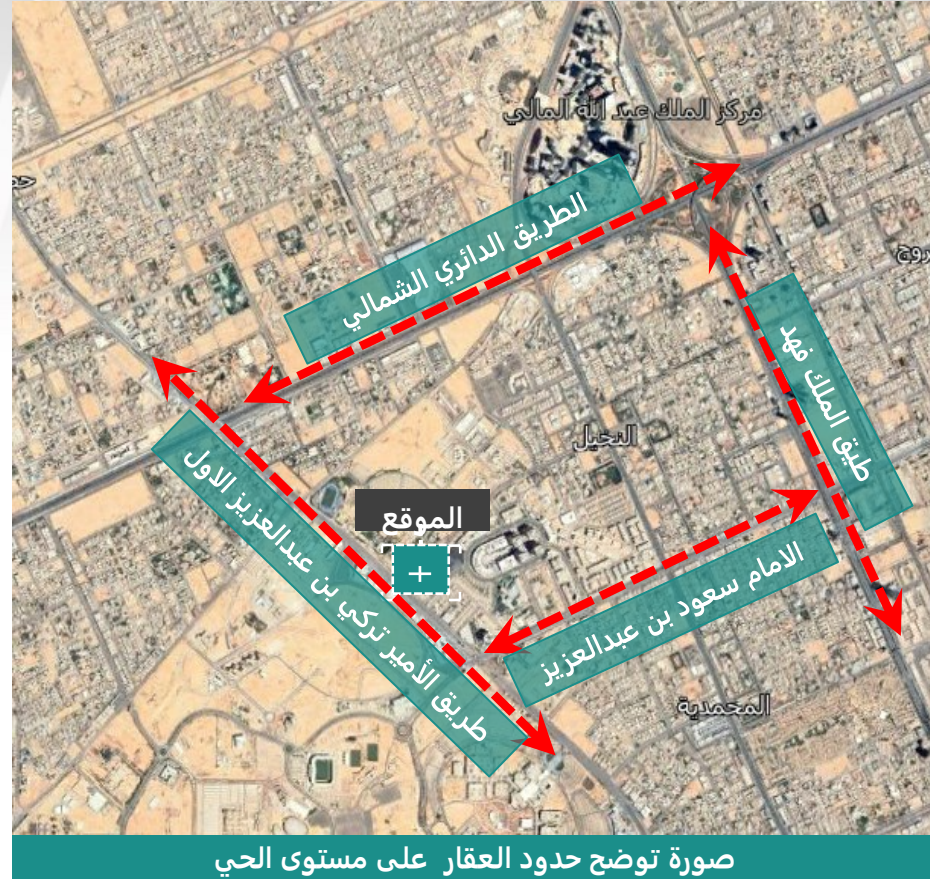 مركز الملك عبد الله المالي
الطريق الدائري الشمالي
طيق الملك فهد
النخيل
الموقع
طريق الأمير تركي بن عبدالعزيز الاول
الامام سعود بن عبدالعزيز
المحمدية
صورة توضح حدود العقار على مستوى الحي